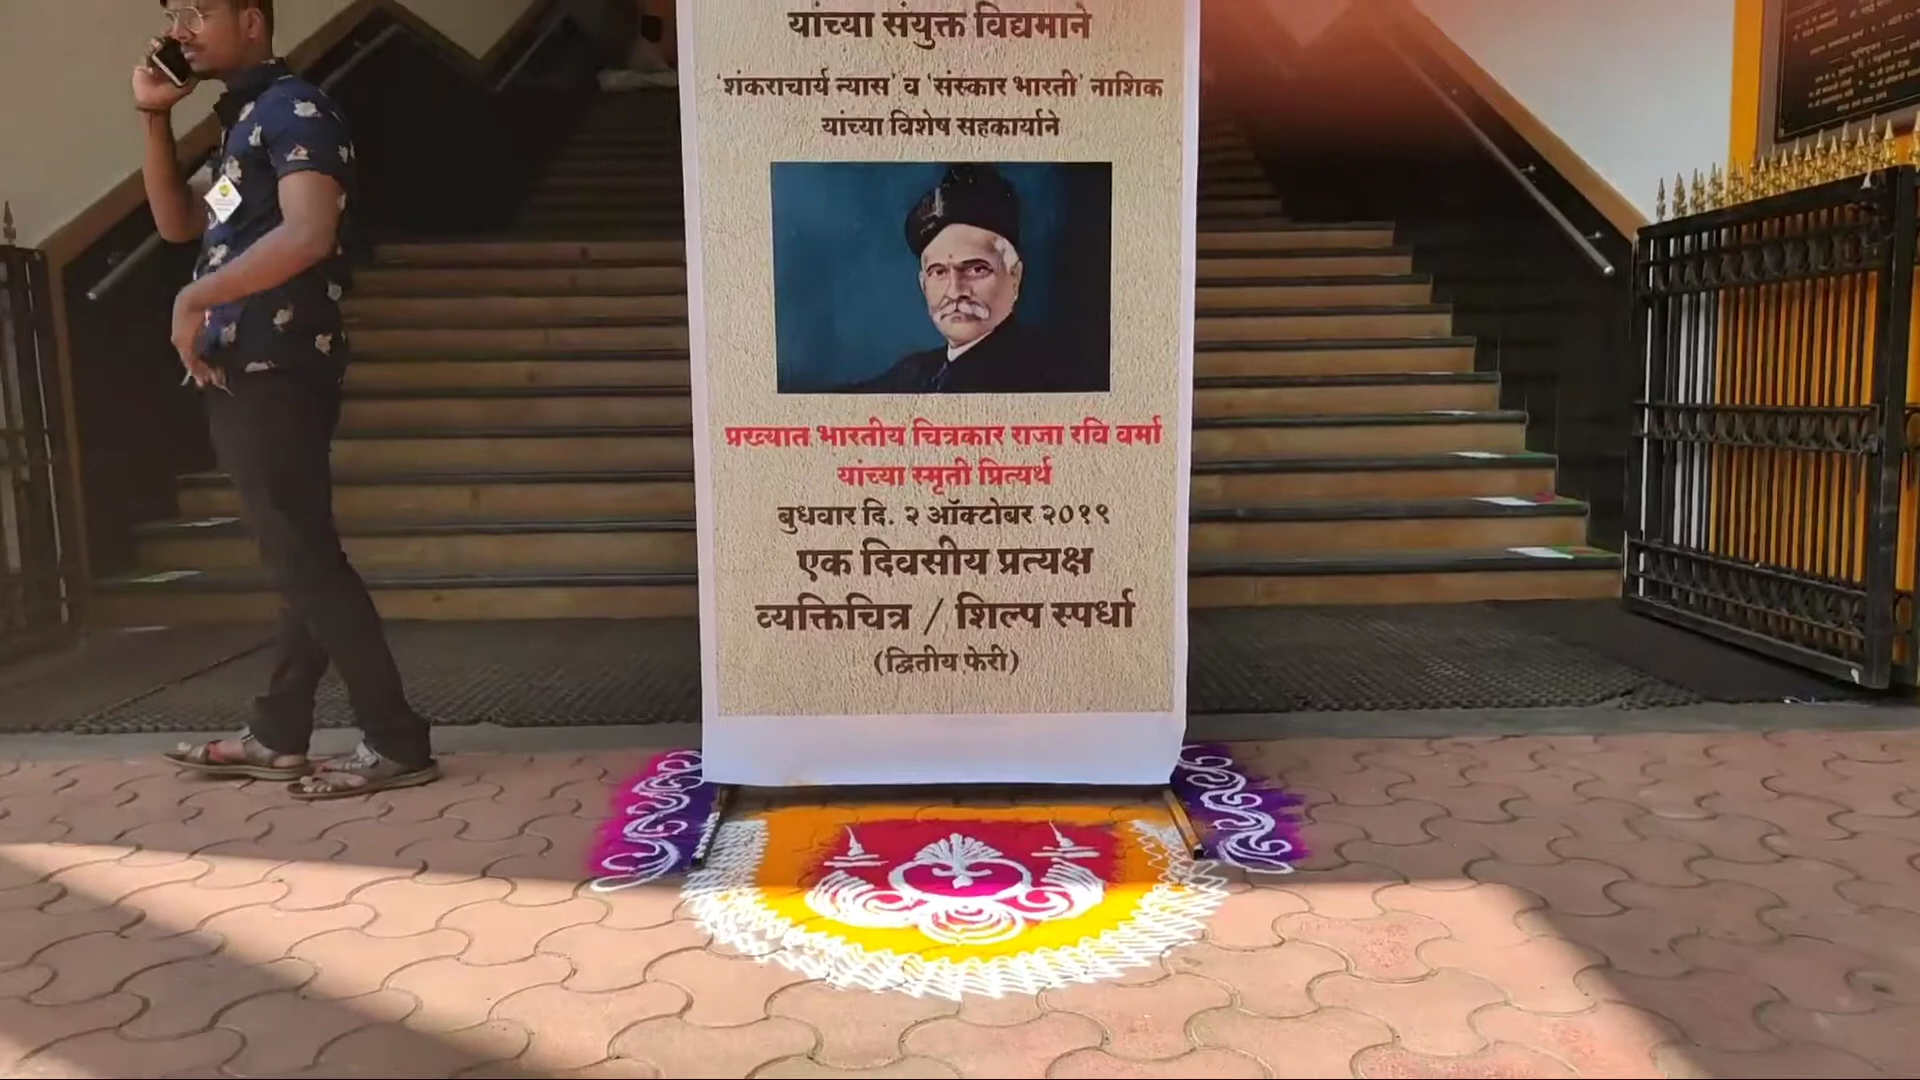 यांच्या संयुक्त विद्यमाने
'शंकराचार्य न्यास' व 'संस्कार भारती' नाशिक
यांच्या विशेष सहकार्याने
प्रख्यात भारतीय चित्रकार राजा रवि वर्मा
यांच्या स्मृती प्रित्यर्थ
बुधवार दि. २ ऑक्टोबर २०१९
एक दिवसीय प्रत्यक्ष
व्यक्तिचित्र / शिल्प स्पर्धा
(द्वितीय फेरी)